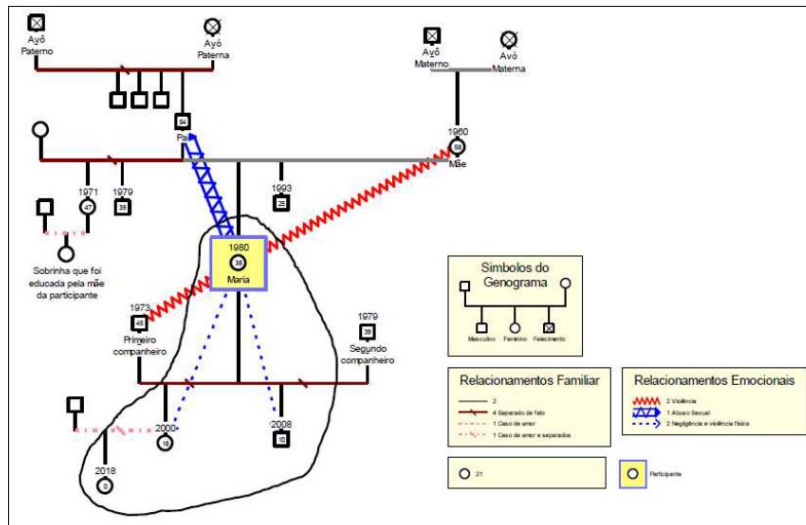 Avô
Paterno
Avó
Paterna
Avô
Materno
Avó
Materna
54
Pai
1960
58
Mãe
1971
47
1979
39
1993
25
Sobrinha que foi
educada pela mãe
da participante
1980
38
Maria
1973
Primeiro
companheiro
1979
39
Segundo
companheiro
2000
18
2008
10
2018
0
Símbolos do
Genograma
Masculino
Feminino
Falecimento
Relacionamentos Familiar
2
4 Separado de fato
1 Caso de amor
1 Caso de amor e separados
Relacionamentos Emocionais
2 Violência
1 Abuso Sexual
2 Negligência e violência física
21
Participante